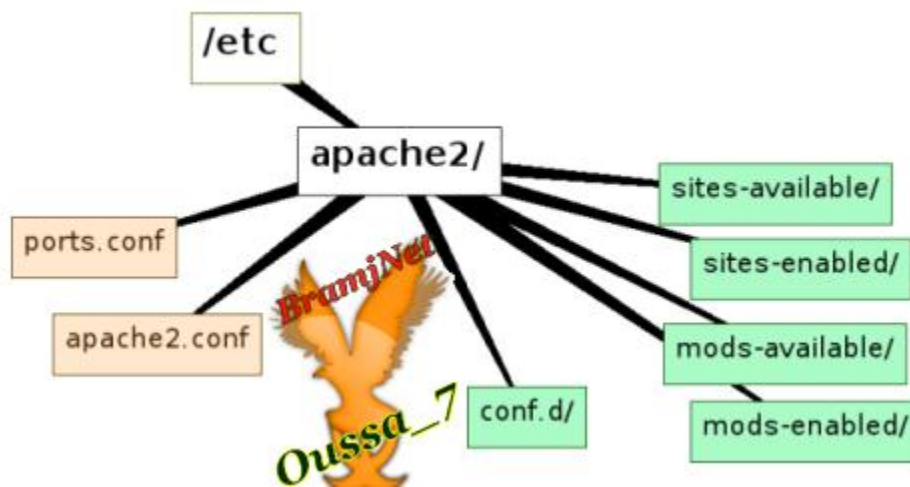 /etc
apache2/
sites-available/
ports.conf
sites-enabled/
BramjNet
apache2.conf
mods-available/
conf.d/
mods-enabled/
Oussa_7